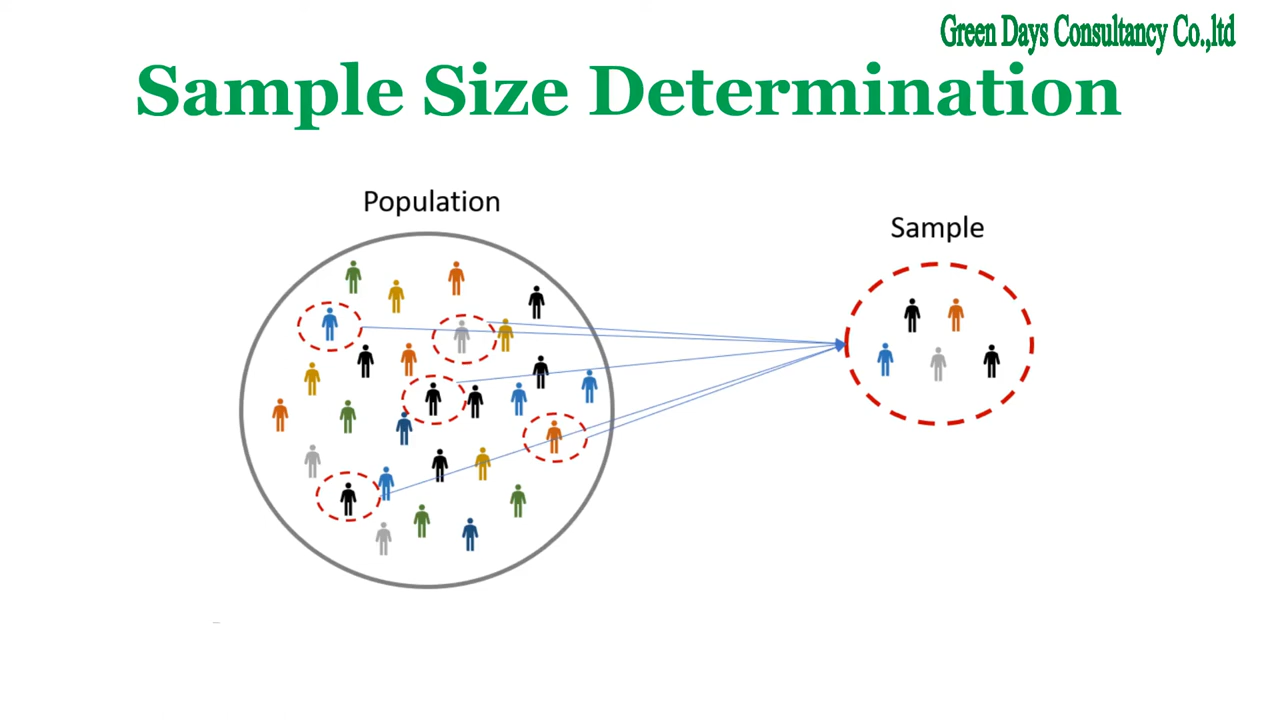 Green Days Consultancy Co.,ltd
Sample Size Determination
Population
Sample